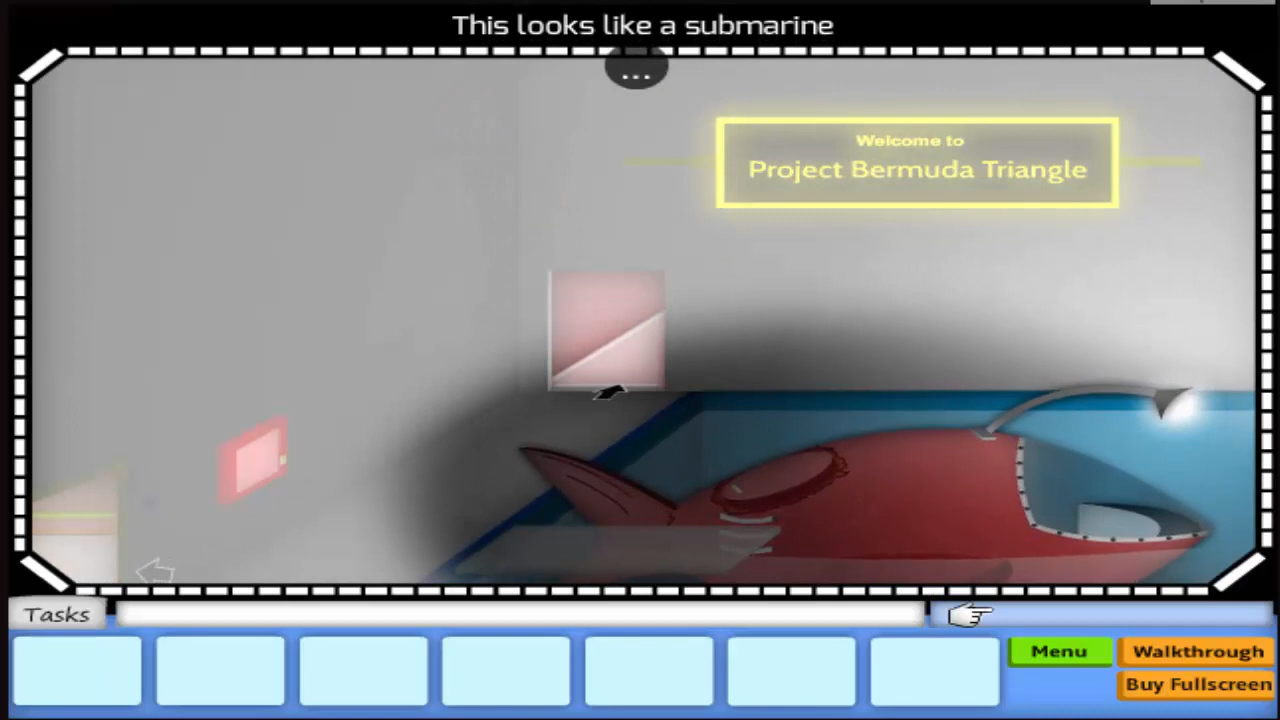 This looks like a submarine
...
Welcome to
Project Bermuda Triangle
Tasks
Menu
Walkthrough
Buy Fullscreen